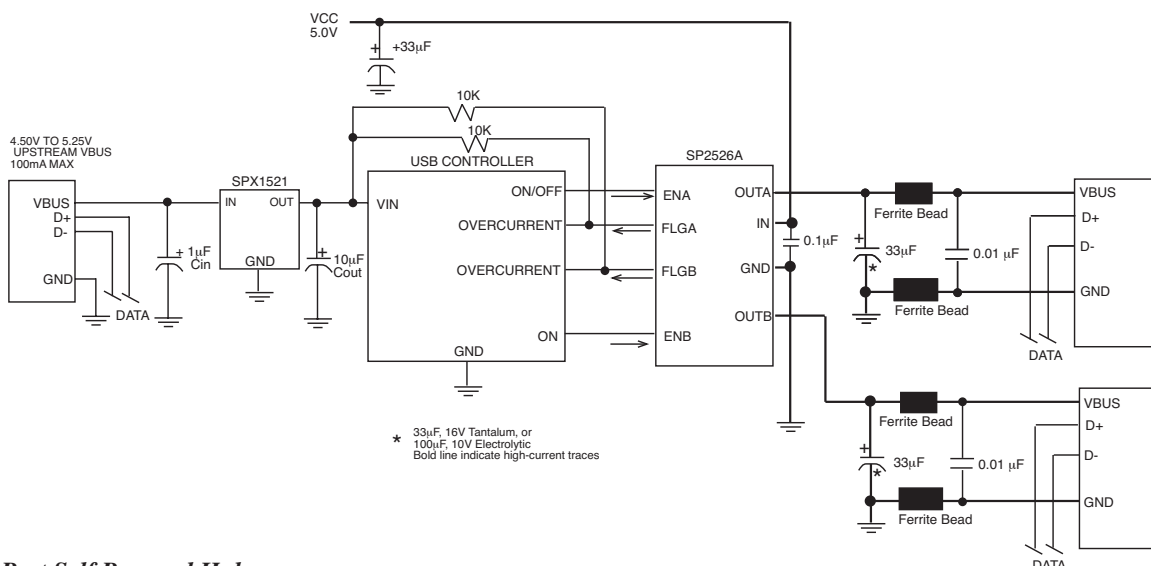 VCC
5.0V
+
+33µF
10K
10K
4.50V TO 5.25V
UPSTREAM VBUS
100mA MAX
VBUS
D+
D-
GND
DATA
+
1µF
Cin
SPX1521
IN OUT
GND
+
10µF
Cout
USB CONTROLLER
VIN
ON/OFF
OVERCURRENT
OVERCURRENT
ON
GND
SP2526A
ENA
FLGA
FLGB
ENB
OUTA
IN
GND
OUTB
0.1µF
Ferrite Bead
+
33µF
*
0.01 µF
Ferrite Bead
VBUS
D+
D-
GND
DATA
Ferrite Bead
+
33µF
*
0.01 µF
Ferrite Bead
VBUS
D+
D-
GND
DATA
* 33µF, 16V Tantalum, or
100µF, 10V Electrolytic
Bold line indicate high-current traces